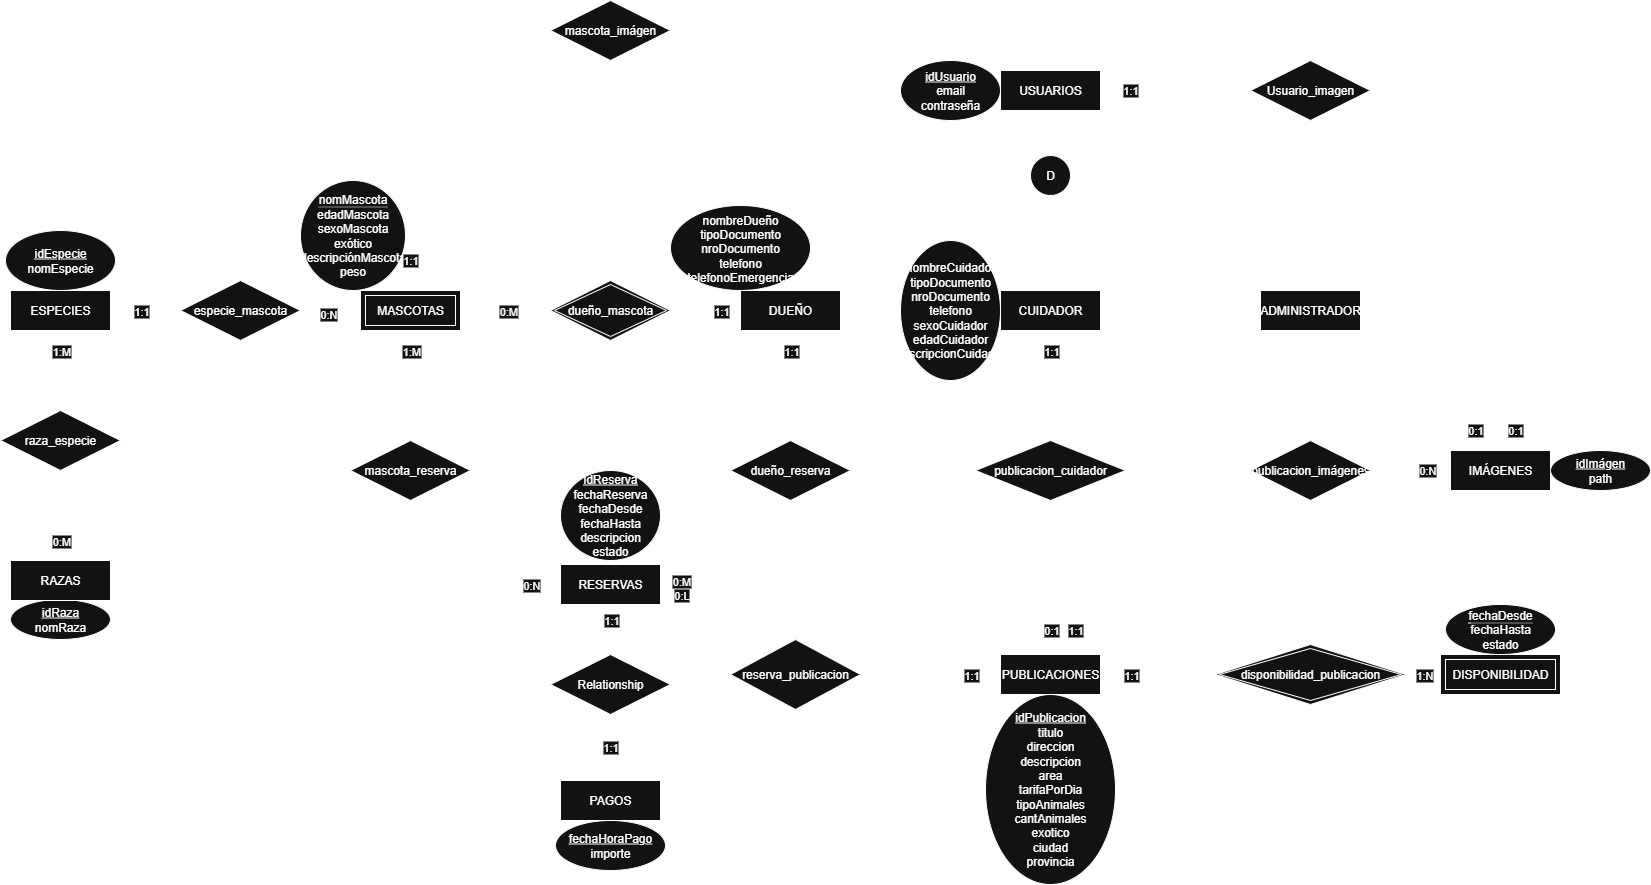 mascota_imágen
idUsuario
email
contraseña
USUARIOS
1:1
Usuario_imagen
D
nomMascota
edadMascota
sexoMascota
exótico
descripciónMascota
peso
1:1
nombreDueño
tipoDocumento
nroDocumento
telefono
telefonoEmergencia
idEspecie
nomEspecie
ESPECIES
1:1
especie_mascota
0:N
MASCOTAS
0:M
dueño_mascota
1:1
DUEÑO
ombreCuidado
tipoDocumento
nroDocumento
telefono
sexoCuidador
edadCuidador
scripcionCuidad
CUIDADOR
ADMINISTRADOR
1:M
1:M
1:1
1:1
raza_especie
mascota_reserva
dueño_reserva
publicacion_cuidador
publicacion_imágenes
0:1
0:1
0:N
IMÁGENES
idImágen
path
idReserva
fechaReserva
fechaDesde
fechaHasta
descripcion
estado
0:M
RAZAS
idRaza
nomRaza
0:N
RESERVAS
0:M
0:L
1:1
Relationship
reserva_publicacion
0:1
1:1
1:1
PUBLICACIONES
1:1
disponibilidad_publicacion
1:N
fechaDesde
fechaHasta
estado
DISPONIBILIDAD
idPublicacion
titulo
direccion
descripcion
area
tarifaPorDia
tipoAnimales
cantAnimales
exotico
ciudad
provincia
1:1
PAGOS
fechaHoraPago
importe